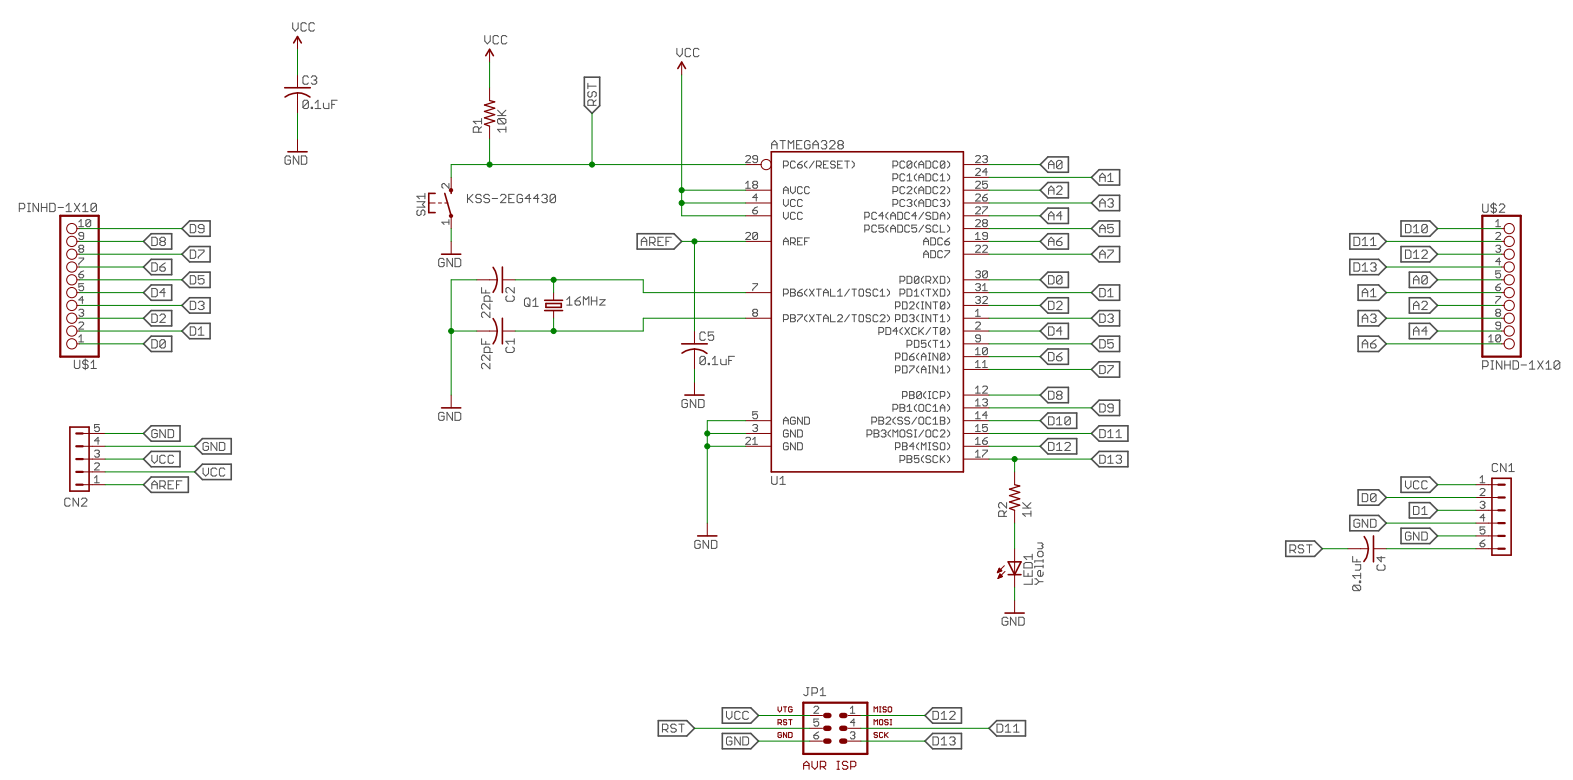 VCC
C3
0.1uF
GND
VCC
R1
10K
RST
VCC
SW1
2
1
KSS-2EG4430
GND
AREF
22pF
C2
Q1
16MHz
22pF
C1
GND
C5
0.1uF
GND
GND
ATMEGA328
29 PC6(/RESET)
18 AVCC
4 VCC
6 VCC
20 AREF
7 PB6(XTAL1/TOSC1)
8 PB7(XTAL2/TOSC2)
5 AGND
3 GND
21 GND
PC0(ADC0) 23 A0
PC1(ADC1) 24 A1
PC2(ADC2) 25 A2
PC3(ADC3) 26 A3
PC4(ADC4/SDA) 27 A4
PC5(ADC5/SCL) 28 A5
ADC6 19 A6
ADC7 22 A7
PD0(RXD) 30 D0
PD1(TXD) 31 D1
PD2(INT0) 32 D2
PD3(INT1) 1 D3
PD4(XCK/T0) 2 D4
PD5(T1) 9 D5
PD6(AIN0) 10 D6
PD7(AIN1) 11 D7
PB0(ICP) 12 D8
PB1(OC1A) 13 D9
PB2(SS/OC1B) 14 D10
PB3(MOSI/OC2) 15 D11
PB4(MISO) 16 D12
PB5(SCK) 17 D13
U1
R2
1K
LED1
Yellow
GND
PINHD-1X10
10 D9
9 D8
8 D7
7 D6
6 D5
5 D4
4 D3
3 D2
2 D1
1 D0
U$1
5 GND
4 GND
3 VCC
2 VCC
1 AREF
CN2
U$2
D10 1
D11 2
D12 3
D13 4
A0 5
A1 6
A2 7
A3 8
A4 9
A6 10
PINHD-1X10
CN1
VCC 1
D0 2
D1 3
GND 4
GND 5
RST 6
0.1uF
C4
JP1
VCC VTG 2 1 MISO D12
RST RST 5 4 MOSI D11
GND GND 6 3 SCK D13
AVR ISP